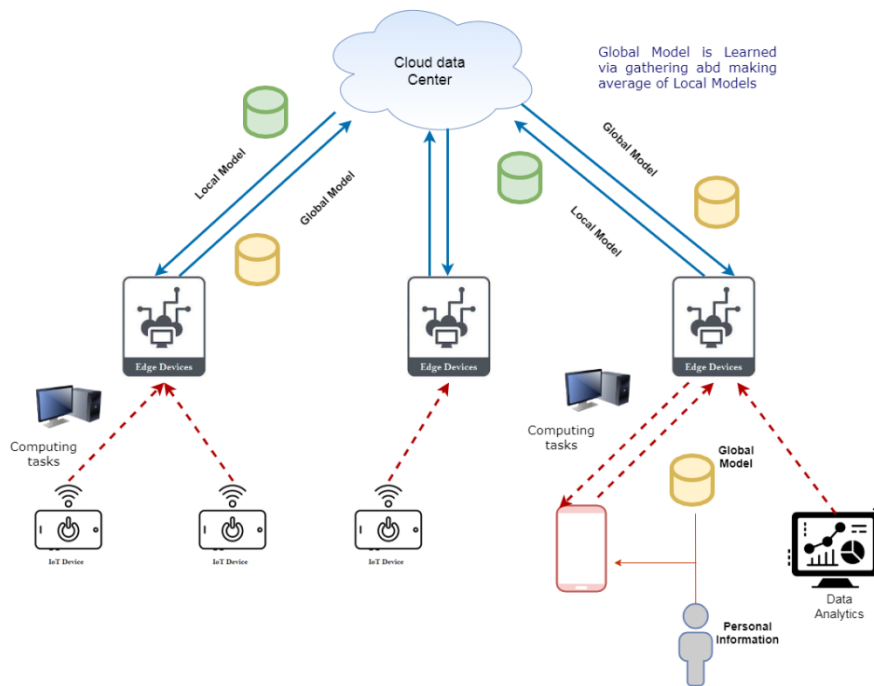 Cloud data
Center
Global Model is Learned
via gathering abd making
average of Local Models
Local Model
Global Model
Global Model
Local Model
Edge Devices
Edge Devices
Edge Devices
Computing
tasks
Computing
tasks
Global
Model
IoT Device
IoT Device
IoT Device
Data
Analytics
Personal
Information